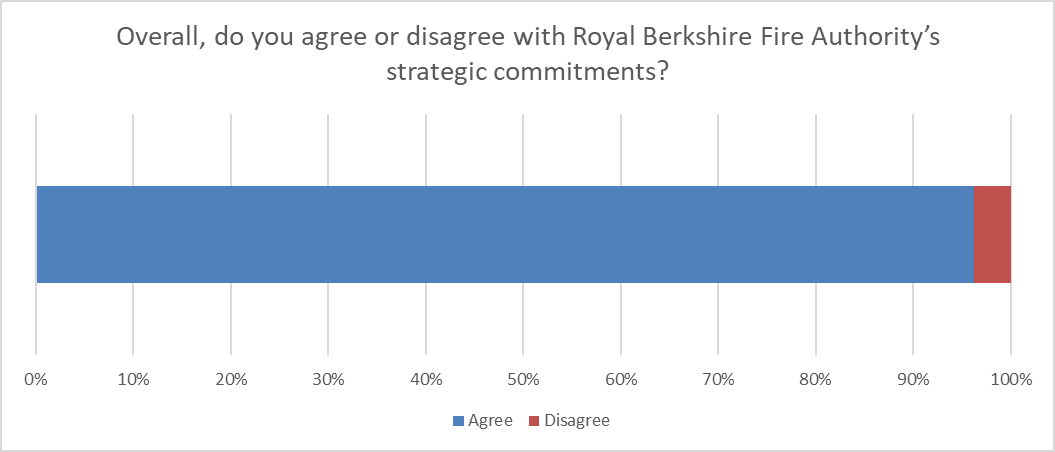 Overall, do you agree or disagree with Royal Berkshire Fire Authority’s
strategic commitments?
0% 10% 20% 30% 40% 50% 60% 70% 80% 90% 100%
Agree Disagree